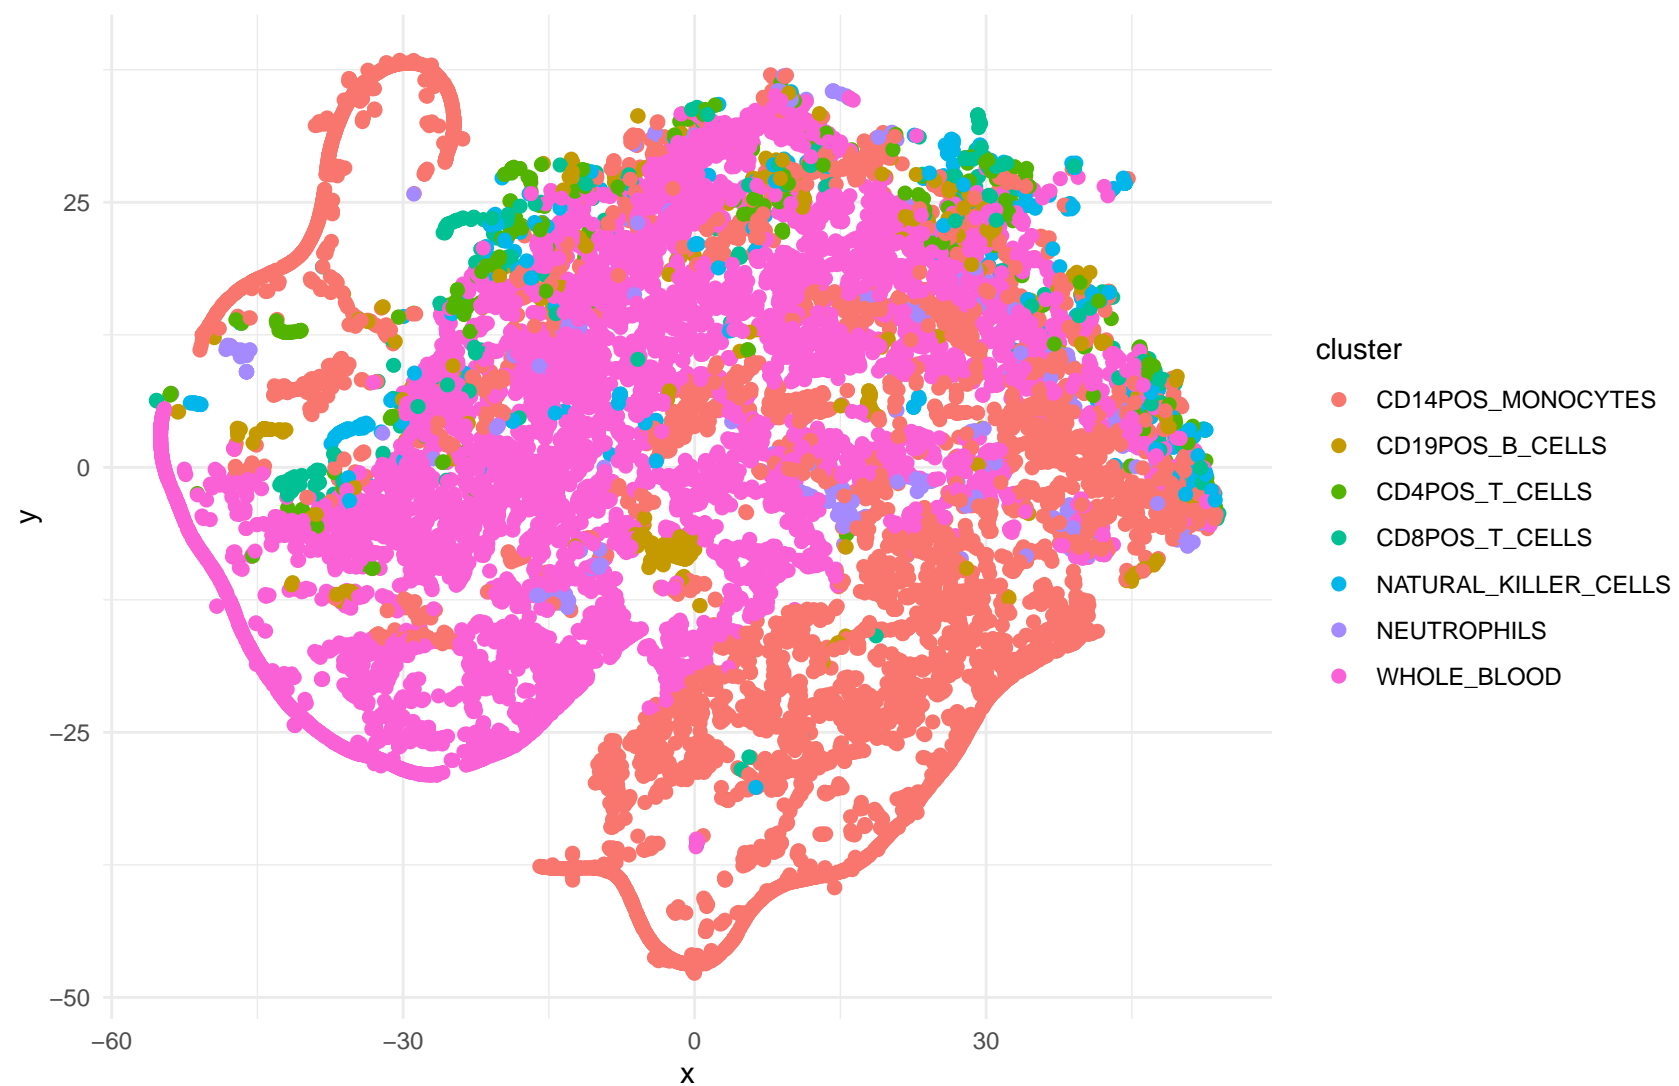 25
0
−25
−50
−60
−30
0
30
x
y
cluster
CD14POS_MONOCYTES
CD19POS_B_CELLS
CD4POS_T_CELLS
CD8POS_T_CELLS
NATURAL_KILLER_CELLS
NEUTROPHILS
WHOLE_BLOOD